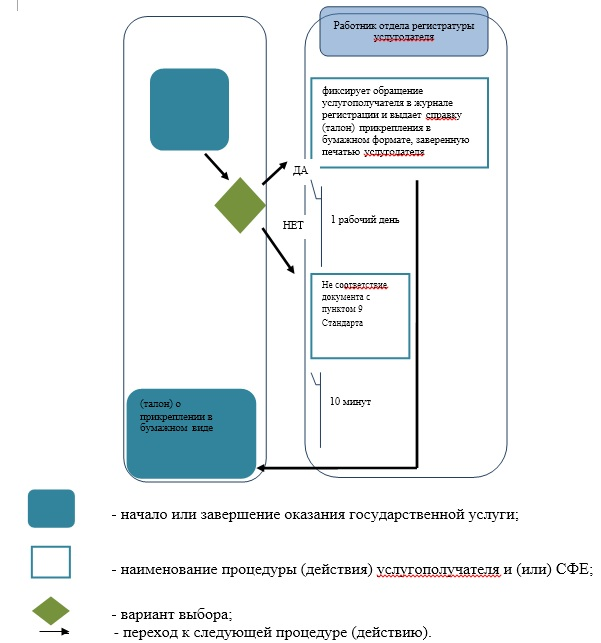 Работник отдела регистратуры
услугодателя
фиксирует обращение
услугополучателя в журнале
регистрации и выдает справку
(талон) прикрепления в
бумажном формате, заверенную
печатью услугодателя
ДА
1 рабочий день
НЕТ
Не соответствие
документа с
пунктом 9
Стандарта
(талон) о
прикреплении в
бумажном виде
10 минут
- начало или завершение оказания государственной услуги;
- наименование процедуры (действия) услугополучателя и (или) СФЕ;
- вариант выбора;
- переход к следующей процедуре (действию).